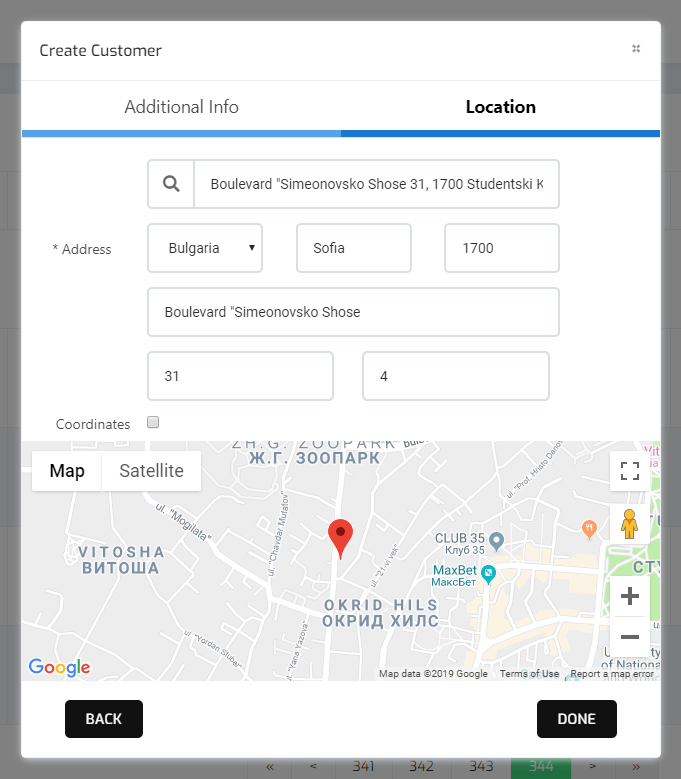 Create Customer
Additional Info
Location
Boulevard "Simeonovsko Shose 31, 1700 Studentski K
* Address
Bulgaria
Sofia
1700
Boulevard "Simeonovsko Shose
31
4
Coordinates
Map
Satellite
ZH.G. ZOOPARK
Ж.Г. ЗООПАРК
ul. "Prof. Hristo Danov
ul. "Mogilata"
ul. "Chavdar Mutafov"
VITOSHA
ВИТОША
CLUB 35
Клуб 35
ul. "21-vi vek"
MaxBet
МаксБет
OKRID HILS
ОКРИД ХИЛС
ul. "Yordan Stubel"
ul. "Yana Yazova"
of National
Google
Map data ©2019 Google
Terms of Use
Report a map error
BACK
DONE
« < 341 342 343 344 > »